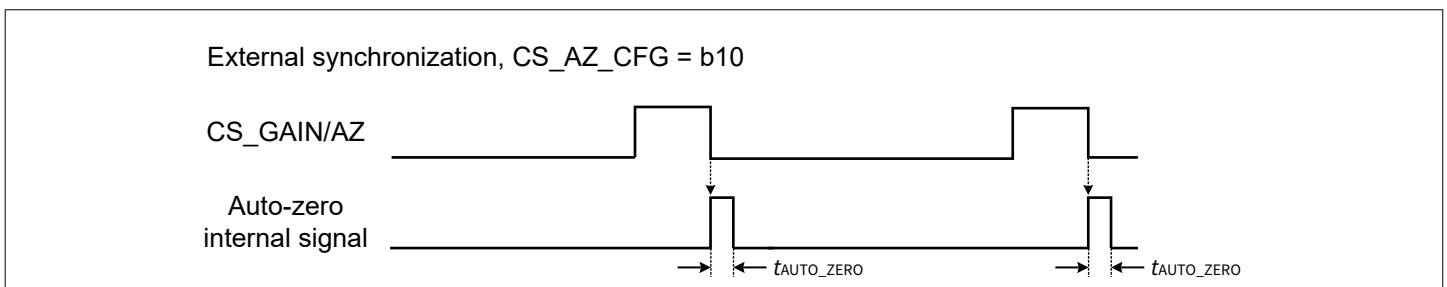 External synchronization, CS_AZ_CFG = b10
CS_GAIN/AZ
Auto-zero
internal signal
tAUTO_ZERO
tAUTO_ZERO